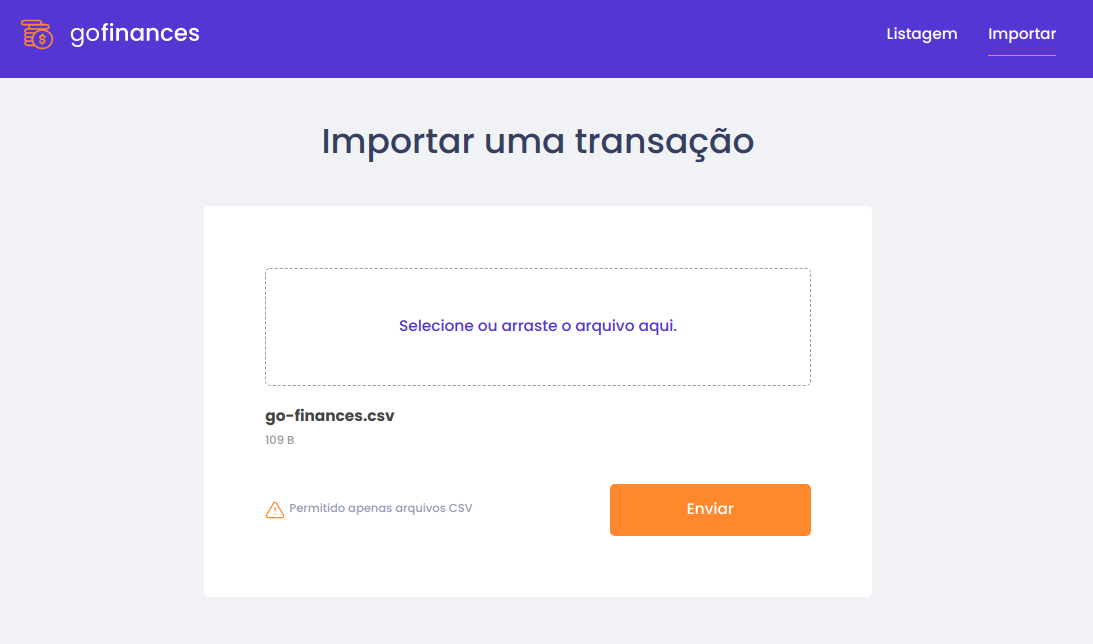 gofinances
Listagem
Importar
Importar uma transação
Selecione ou arraste o arquivo aqui.
go-finances.csv
109 B
Permitido apenas arquivos CSV
Enviar